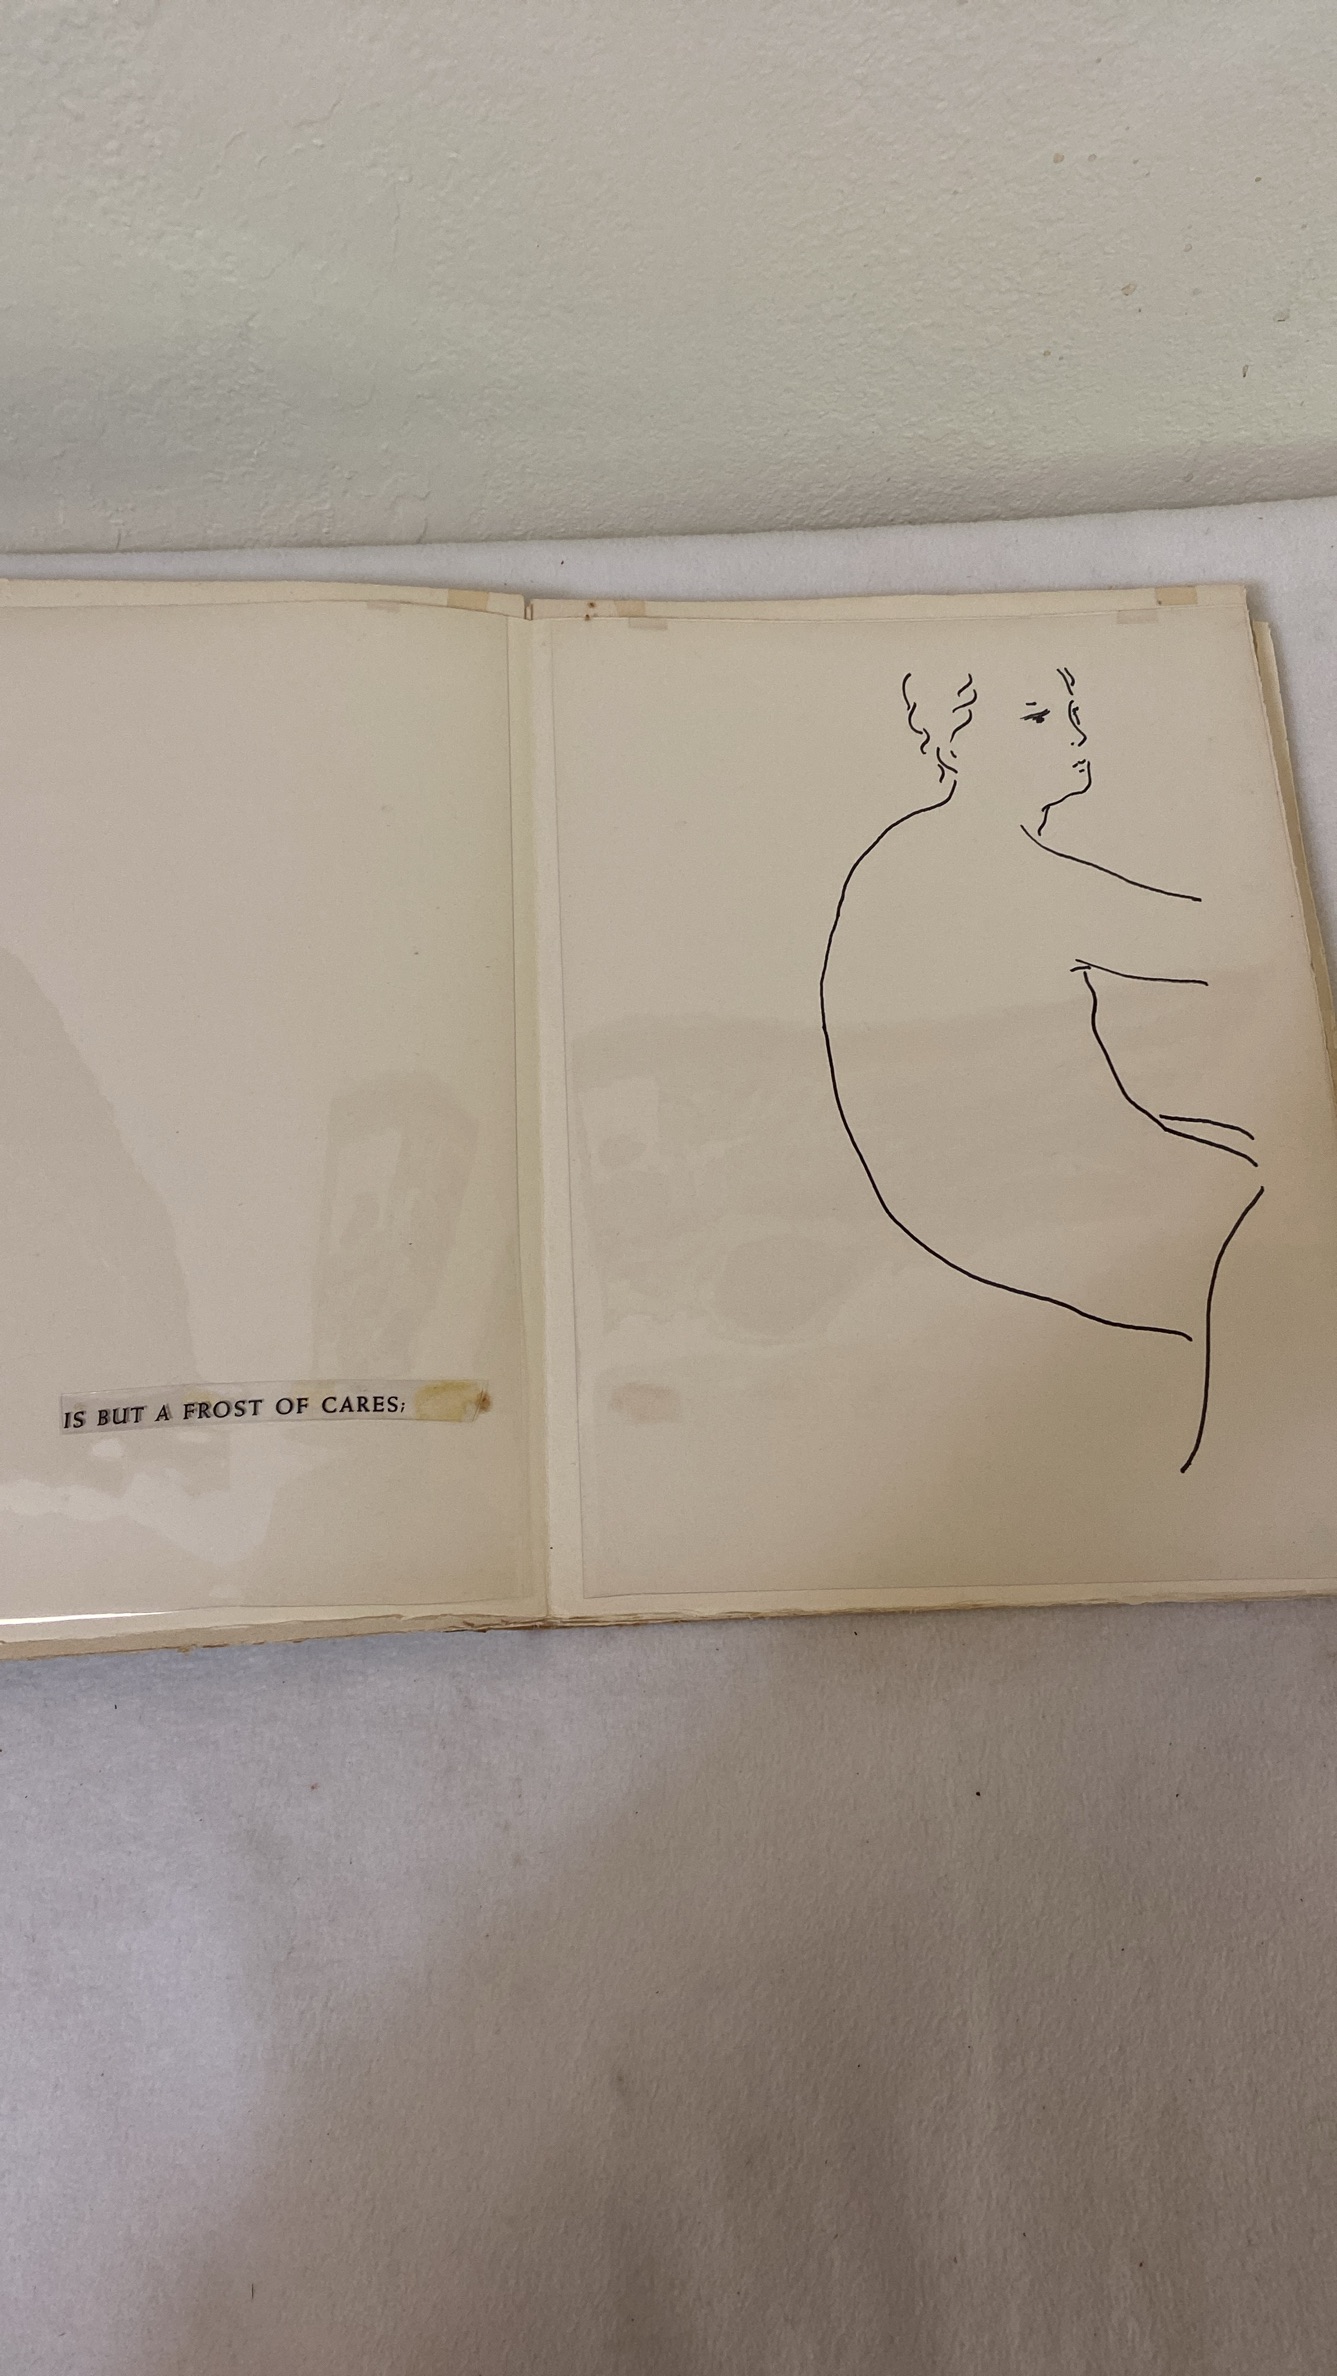 IS BUT A FROST OF CARES;